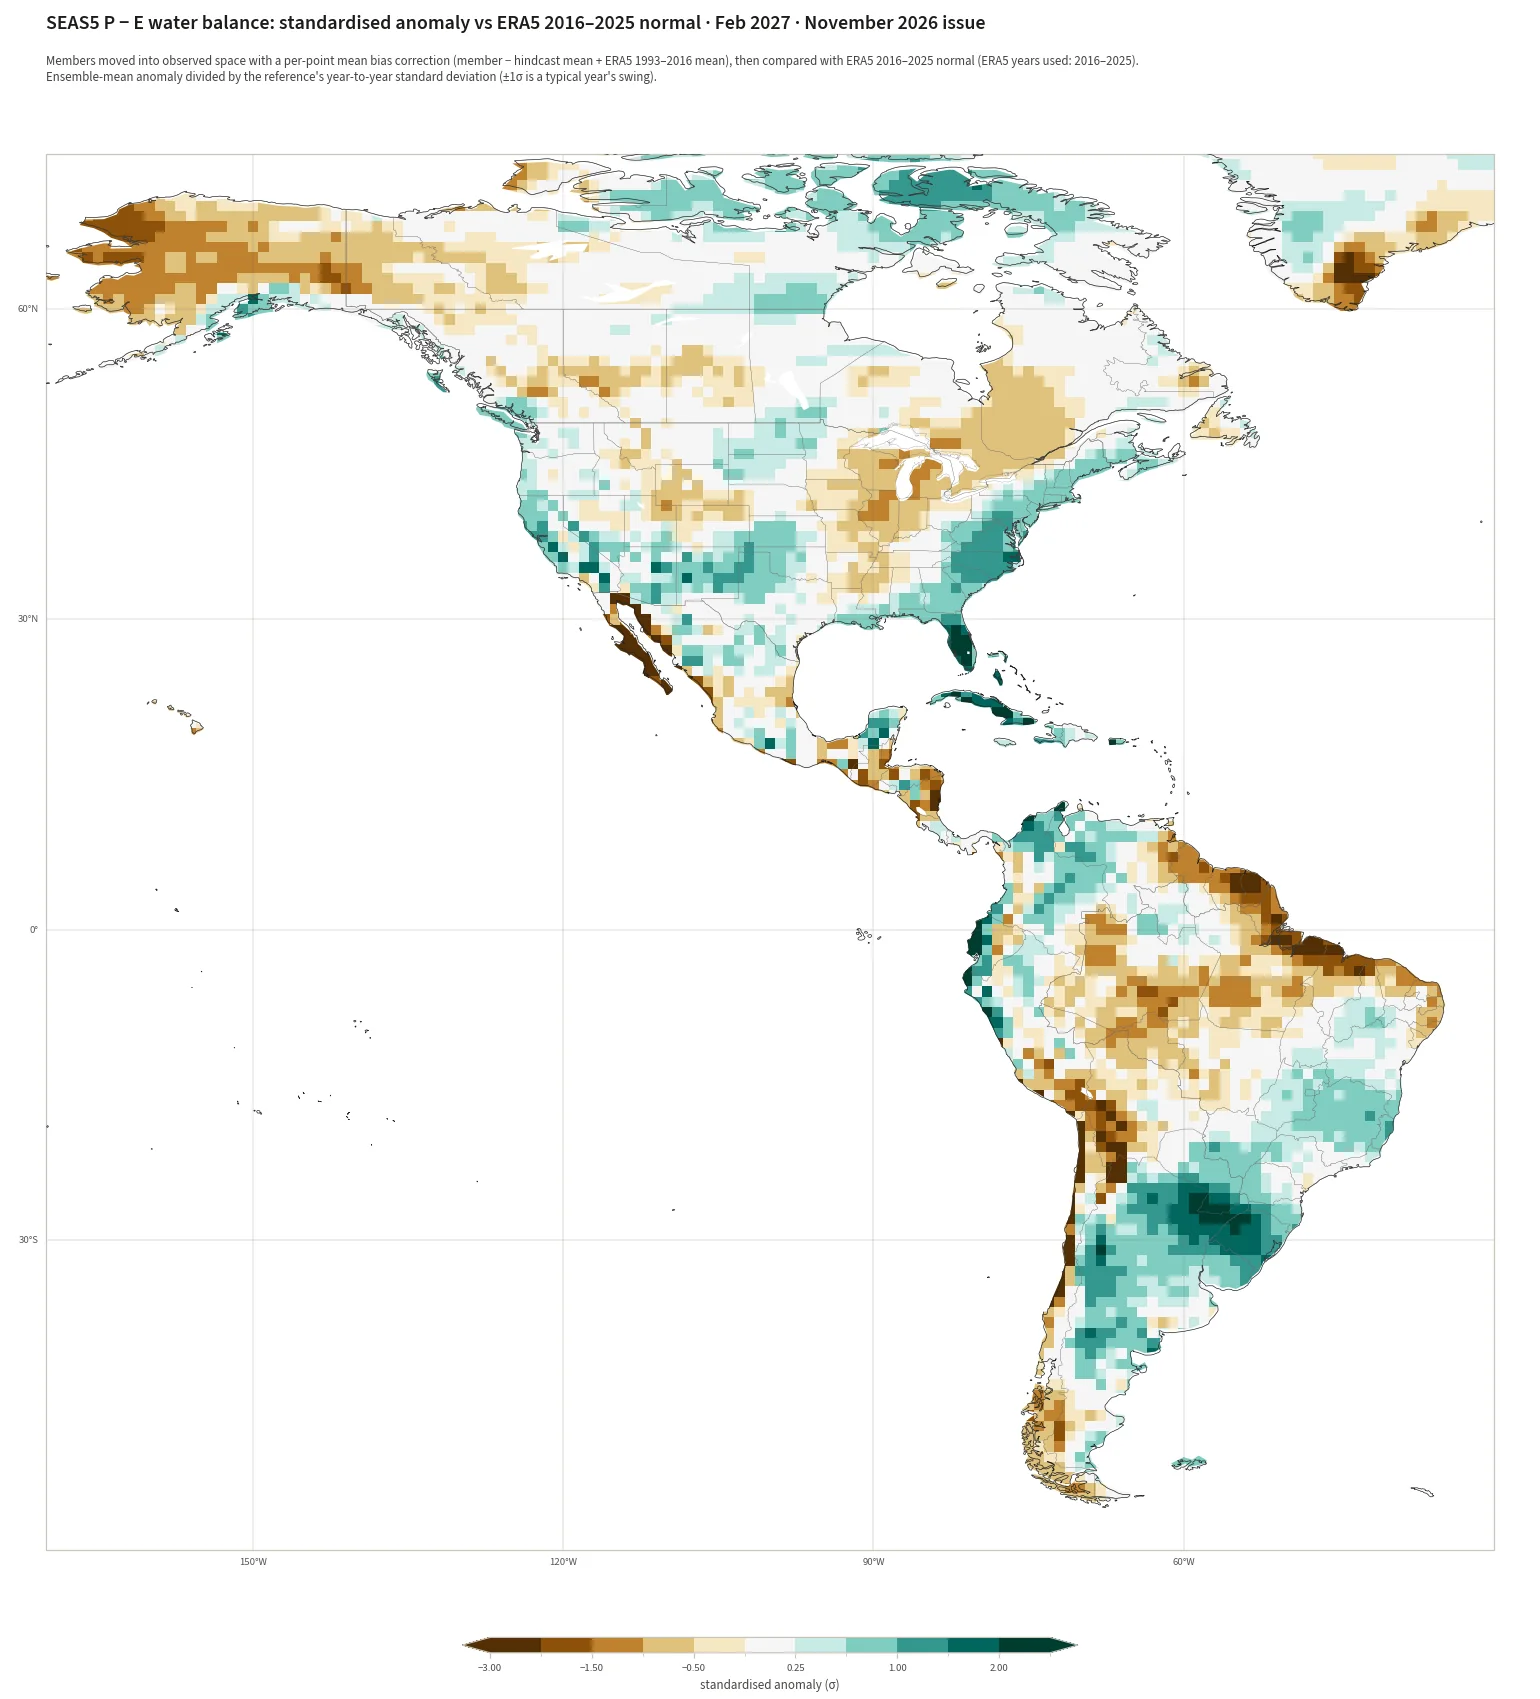 SEAS5 P − E water balance: standardised anomaly vs ERA5 2016–2025 normal · Feb 2027 · November 2026 issue
Members moved into observed space with a per-point mean bias correction (member − hindcast mean + ERA5 1993–2016 mean), then compared with ERA5 2016–2025 normal (ERA5 years used: 2016–2025).
Ensemble-mean anomaly divided by the reference's year-to-year standard deviation (±1σ is a typical year's swing).
60°N
30°N
0°
30°S
150°W
120°W
90°W
60°W
−3.00
−1.50
−0.50
0.25
1.00
2.00
standardised anomaly (σ)